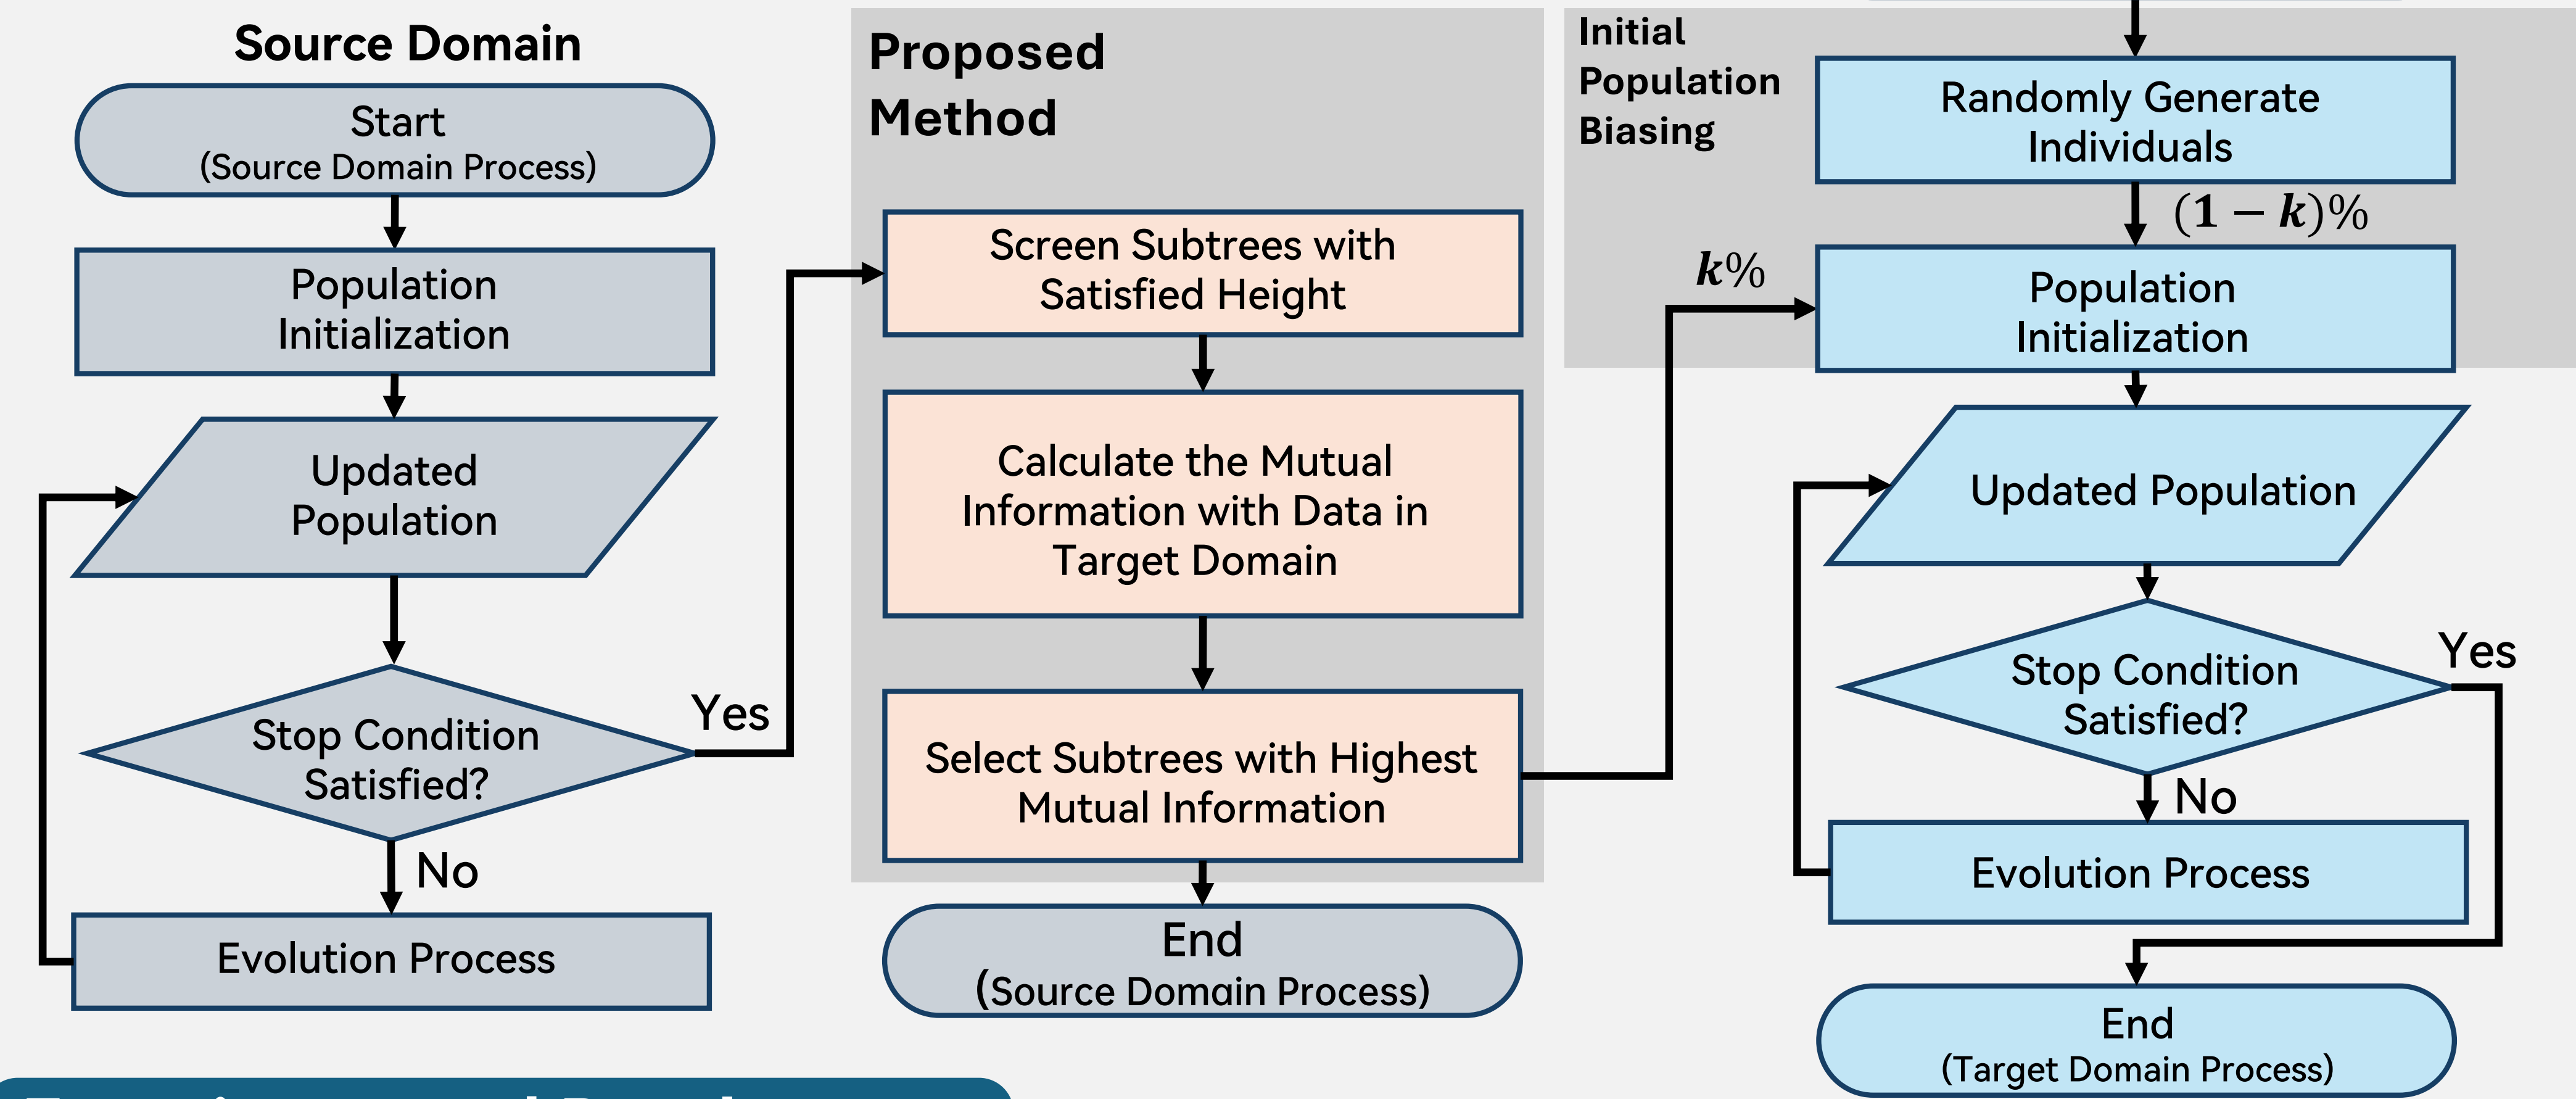 Source Domain
Start
(Source Domain Process)
Population
Initialization
Updated
Population
Stop Condition
Satisfied?
Yes
No
Evolution Process
Proposed
Method
Screen Subtrees with
Satisfied Height
Calculate the Mutual
Information with Data in
Target Domain
Select Subtrees with Highest
Mutual Information
End
(Source Domain Process)
Initial
Population
Biasing
Randomly Generate
Individuals
(1 − k)%
k%
Population
Initialization
Updated Population
Stop Condition
Satisfied?
Yes
No
Evolution Process
End
(Target Domain Process)